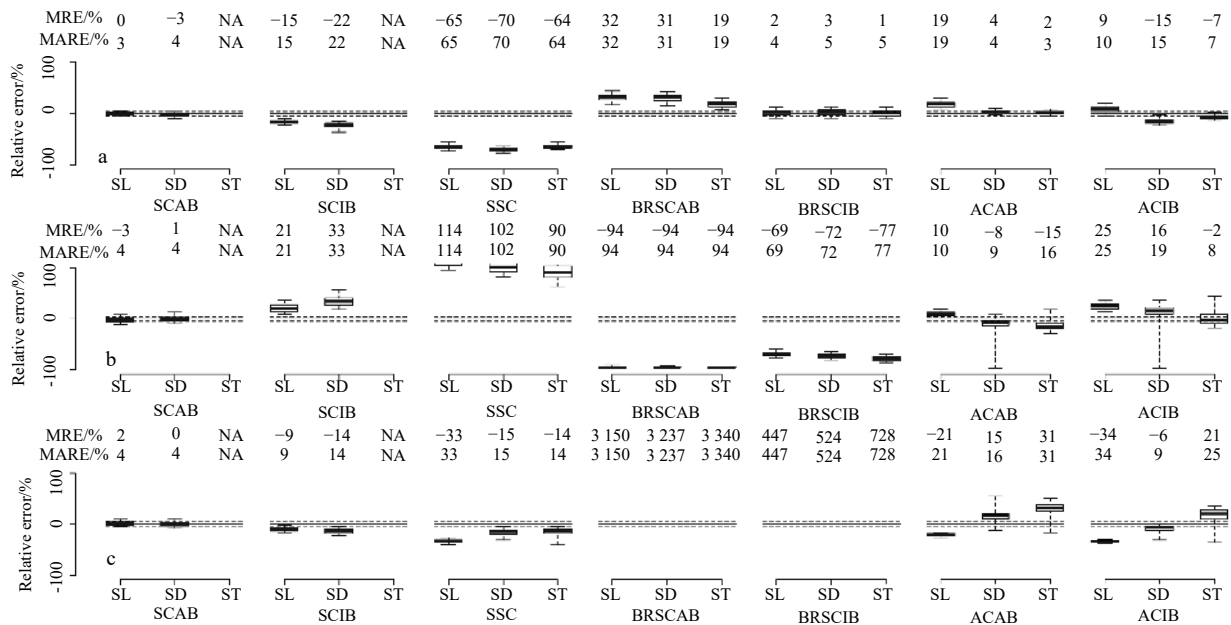 MRE/% 0 −3 NA −15 −22 NA −65 −70 −64 32 31 19 2 3 1 19 4 2 9 −15 −7
MARE/% 3 4 NA 15 22 NA 65 70 64 32 31 19 4 5 5 19 4 3 10 15 7
Relative error/%
100
0
-100
a
SL SD ST SL SD ST SL SD ST SL SD ST SL SD ST SL SD ST SL SD ST
SCAB SCIB SSC BRSCAB BRSCIB ACAB ACIB
MRE/% −3 1 NA 21 33 NA 114 102 90 −94 −94 −94 −69 −72 −77 10 −8 −15 25 16 −2
MARE/% 4 4 NA 21 33 NA 114 102 90 94 94 94 69 72 77 10 9 16 25 19 8
Relative error/%
100
0
-100
b
SL SD ST SL SD ST SL SD ST SL SD ST SL SD ST SL SD ST SL SD ST
SCAB SCIB SSC BRSCAB BRSCIB ACAB ACIB
MRE/% 2 0 NA −9 −14 NA −33 −15 −14 3 150 3 237 3 340 447 524 728 −21 15 31 −34 −6 21
MARE/% 4 4 NA 9 14 NA 33 15 14 3 150 3 237 3 340 447 524 728 21 16 31 34 9 25
Relative error/%
100
0
-100
c
SL SD ST SL SD ST SL SD ST SL SD ST SL SD ST SL SD ST SL SD ST
SCAB SCIB SSC BRSCAB BRSCIB ACAB ACIB